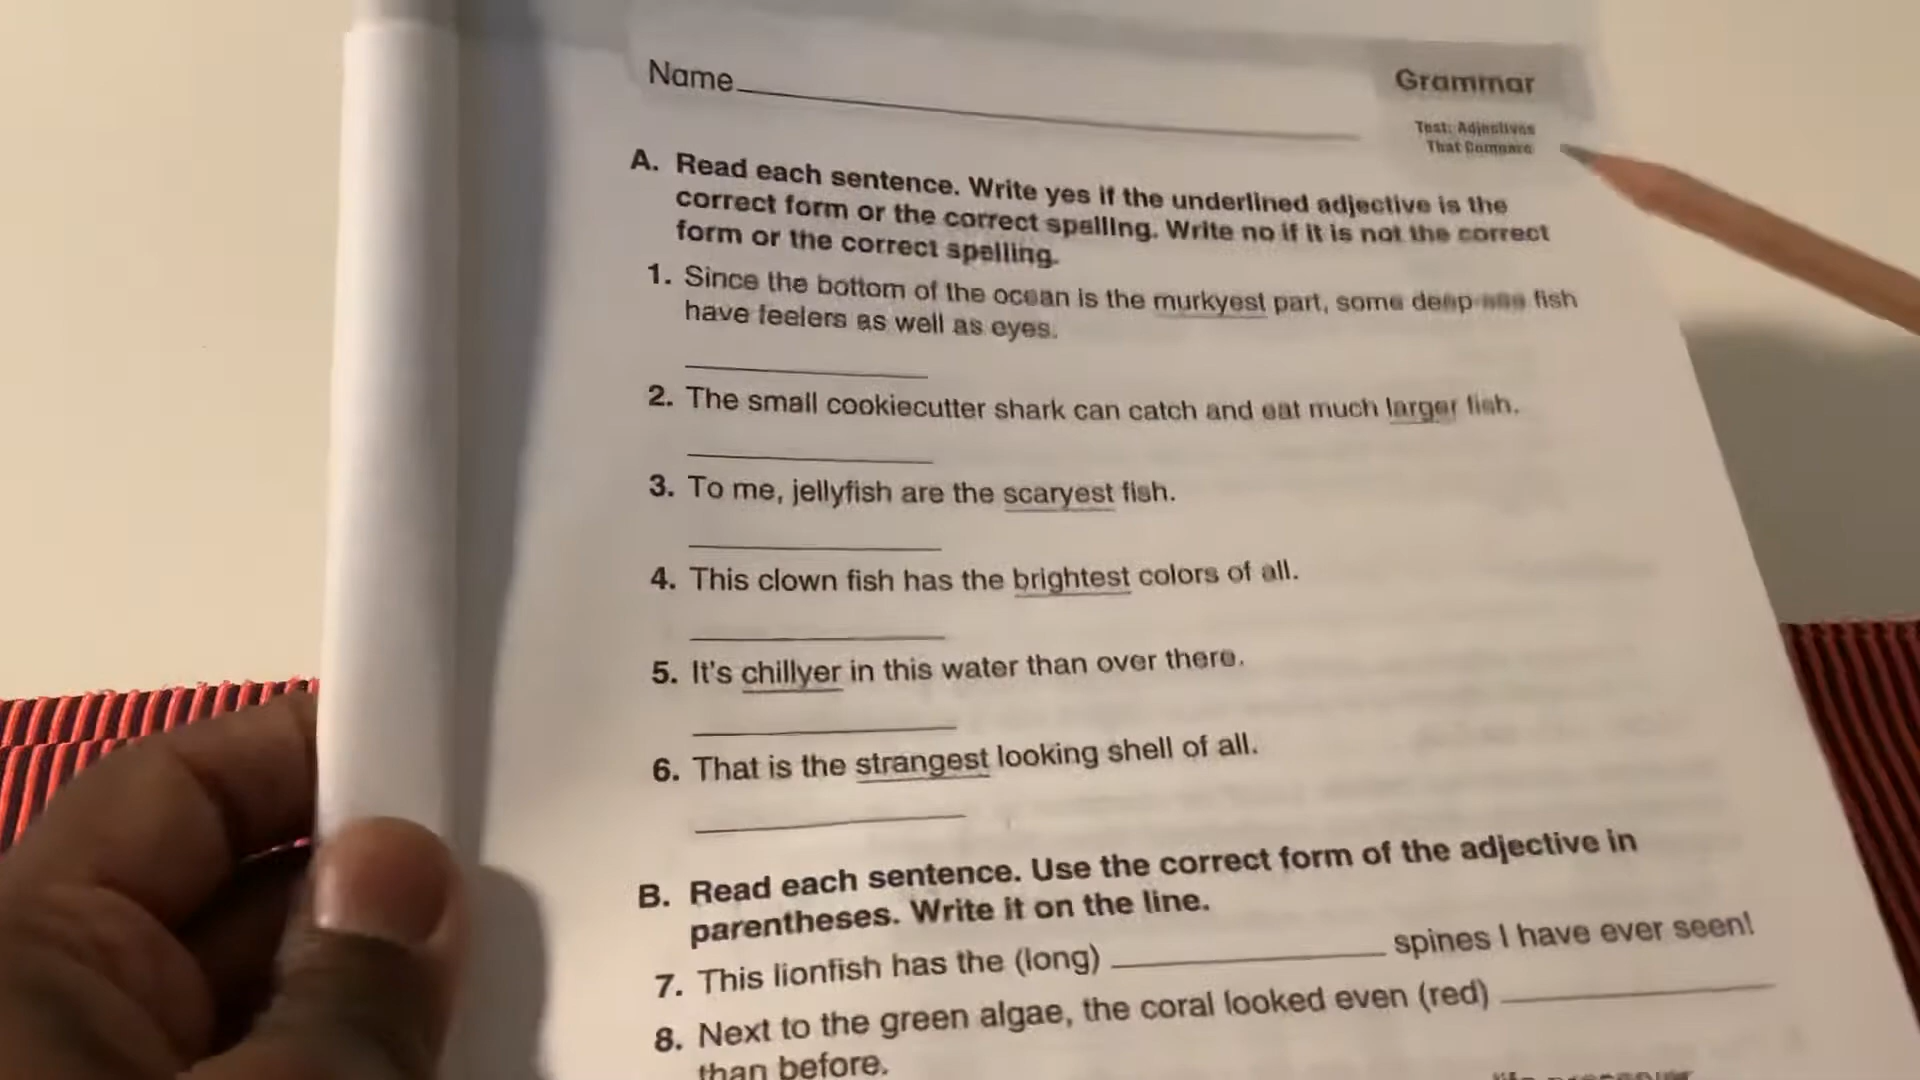 Name
Grammar
Test: Adjectives
That Compare
A. Read each sentence. Write yes if the underlined adjective is the
correct form or the correct spelling. Write no if it is not the correct
form or the correct spelling.
1. Since the bottom of the ocean is the murkyest part, some deep-sea fish
have feelers as well as eyes.
2. The small cookiecutter shark can catch and eat much larger fish.
3. To me, jellyfish are the scaryest fish.
4. This clown fish has the brightest colors of all.
5. It's chillyer in this water than over there.
6. That is the strangest looking shell of all.
B. Read each sentence. Use the correct form of the adjective in
parentheses. Write it on the line.
7. This lionfish has the (long) spines I have ever seen!
8. Next to the green algae, the coral looked even (red)
than before.